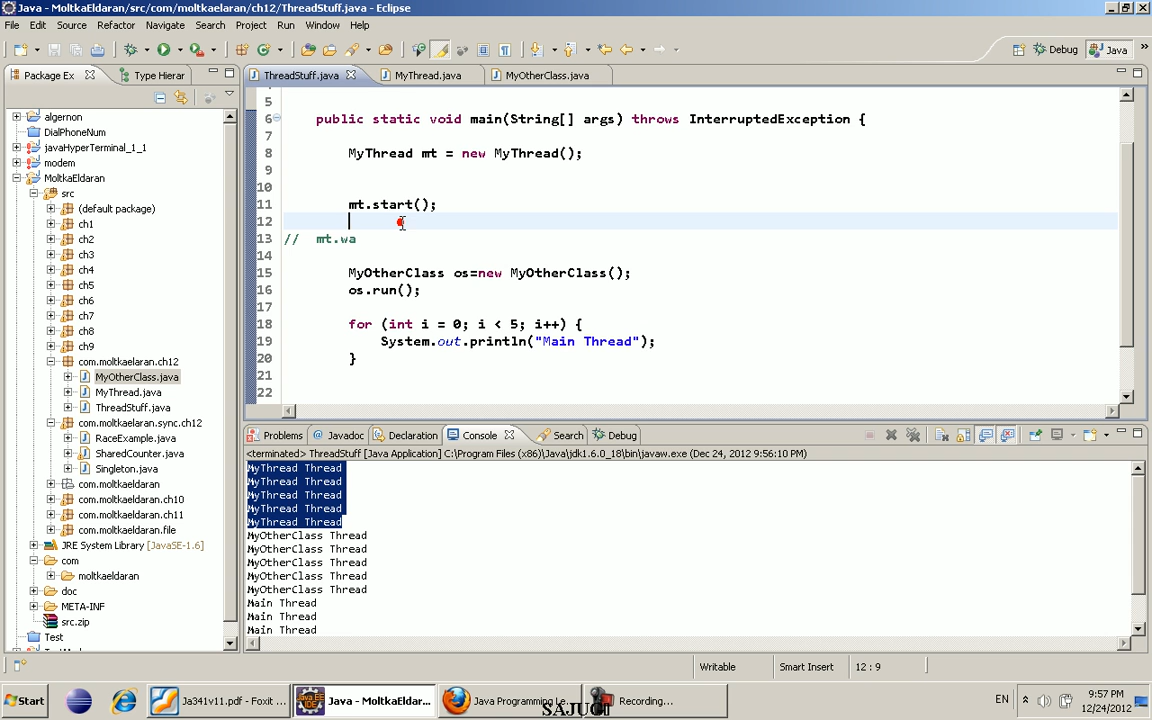 Java - MoltkaEldaran/src/com/moltkaelaran/ch12/ThreadStuff.java - Eclipse
File Edit Source Refactor Navigate Search Project Run Window Help
Debug Java
Package Ex Type Hierar
ThreadStuff.java MyThread.java MyOtherClass.java
algernon
DialPhoneNum
javaHyperTerminal_1_1
modem
MoltkaEldaran
src
(default package)
ch1
ch2
ch3
ch4
ch5
ch6
ch7
ch8
ch9
com.moltkaelaran.ch12
MyOtherClass.java
MyThread.java
ThreadStuff.java
com.moltkaelaran.sync.ch12
RaceExample.java
SharedCounter.java
Singleton.java
com.moltkaeldaran
com.moltkaeldaran.ch10
com.moltkaeldaran.ch11
com.moltkaeldaran.file
JRE System Library [JavaSE-1.6]
com
moltkaeldaran
doc
META-INF
src.zip
Test
5
6 public static void main(String[] args) throws InterruptedException {
7
8 MyThread mt = new MyThread();
9
10
11 mt.start();
12
13 // mt.wa
14
15 MyOtherClass os=new MyOtherClass();
16 os.run();
17
18 for (int i = 0; i < 5; i++) {
19 System.out.println("Main Thread");
20 }
21
22
Problems Javadoc Declaration Console Search Debug
<terminated> ThreadStuff [Java Application] C:\Program Files (x86)\Java\jdk1.6.0_18\bin\javaw.exe (Dec 24, 2012 9:56:10 PM)
MyThread Thread
MyThread Thread
MyThread Thread
MyThread Thread
MyThread Thread
MyOtherClass Thread
MyOtherClass Thread
MyOtherClass Thread
MyOtherClass Thread
MyOtherClass Thread
Main Thread
Main Thread
Main Thread
Writable Smart Insert 12 : 9
Start Ja341v11.pdf - Foxit ... Java - MoltkaEldar... Java Programming Le... Recording... EN 9:57 PM
12/24/2012
SAJUGI